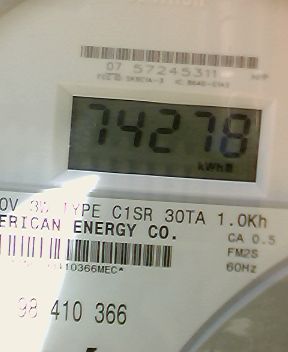 07 57245311
74278
kWh
0V 3W TYPE C1SR 30TA 1.0Kh
ERICAN ENERGY CO.
CA 0.5
FM2S
10366MEC*
60Hz
98 410 366